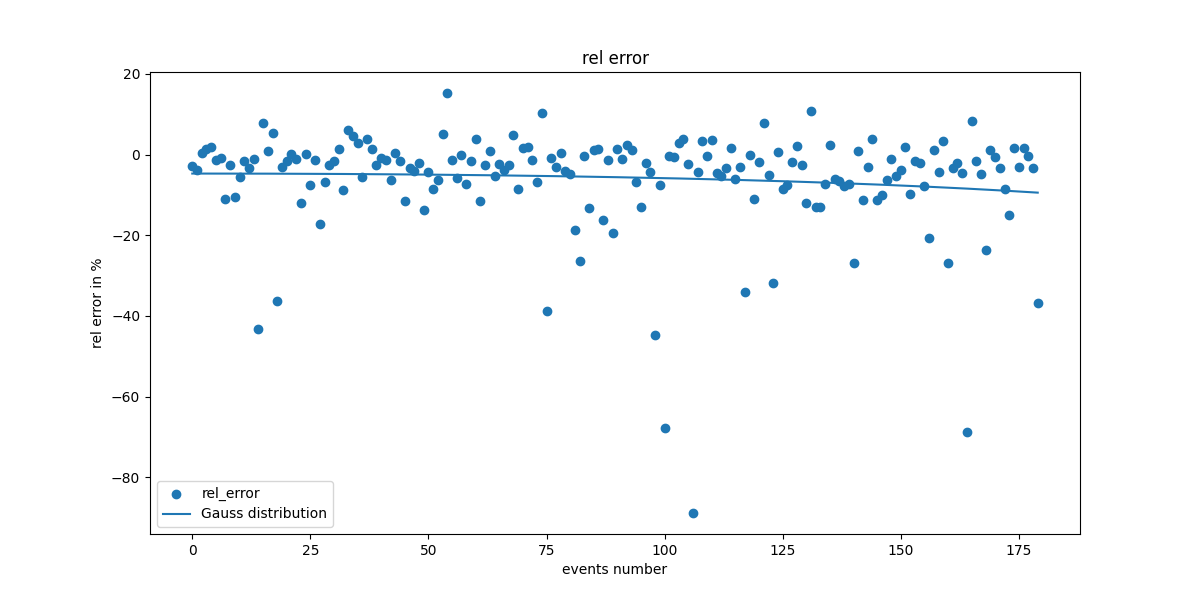 rel error
rel error in %
20
0
−20
−40
−60
−80
rel_error
Gauss distribution
0 25 50 75 100 125 150 175
events number